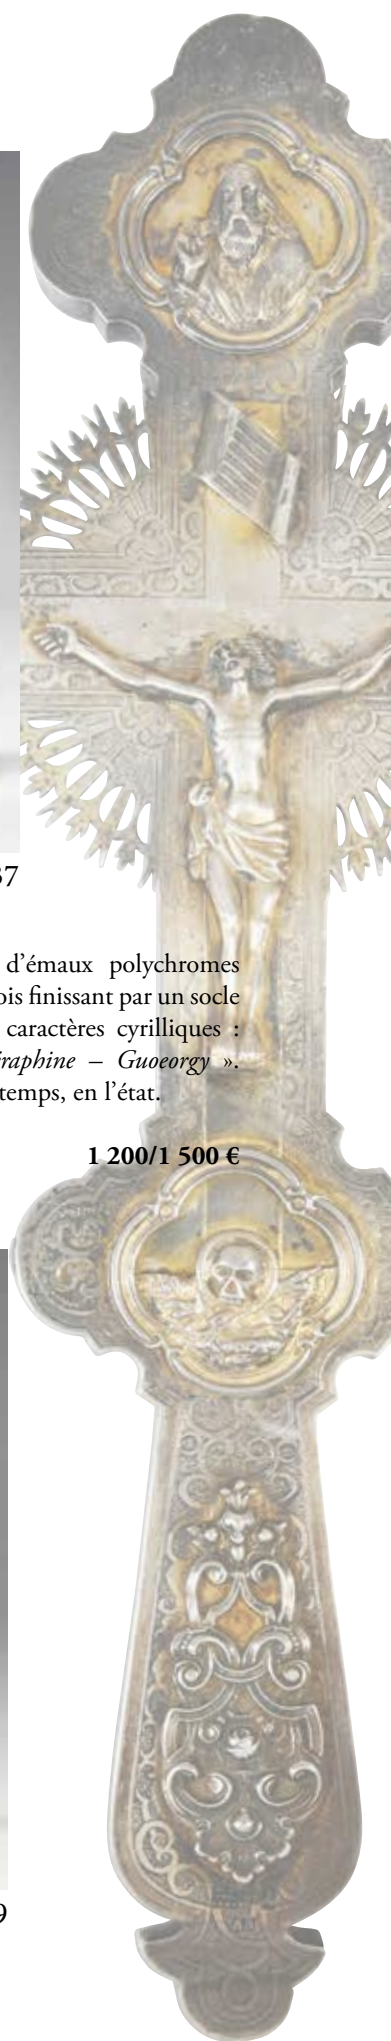 37
d'émaux polychromes
ois finissant par un socle
caractères cyrilliques :
raphine – Guoeorgy ».
temps, en l'état.
1 200/1 500 €
9